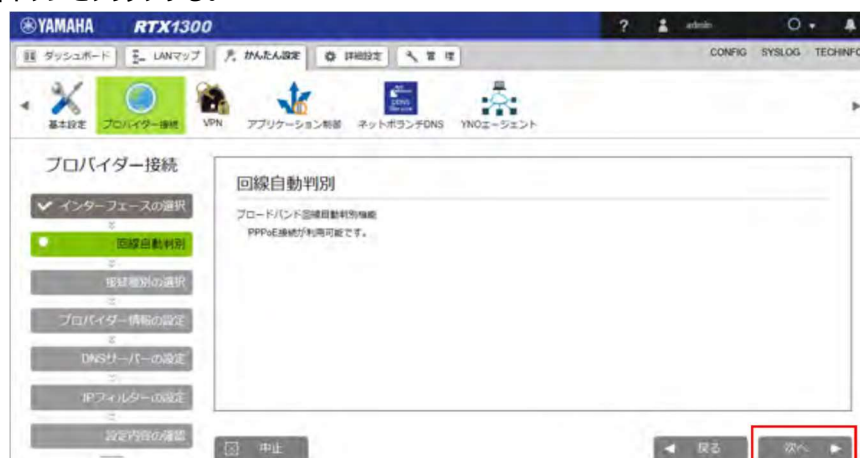 YAMAHA RTX1300
? admin
ダッシュボード LANマップ かんたん設定 詳細設定 管 理 CONFIG SYSLOG TECHINFO
基本設定 プロバイダー接続 VPN アプリケーション制御 ネットボランチDNS YNOエージェント
プロバイダー接続
インターフェースの選択
回線自動判別
接続種別の選択
プロバイダー情報の設定
DNSサーバーの設定
IPフィルターの設定
設定内容の確認
回線自動判別
ブロードバンド回線自動判別機能
PPPoE接続が利用可能です。
中止 戻る 次へ